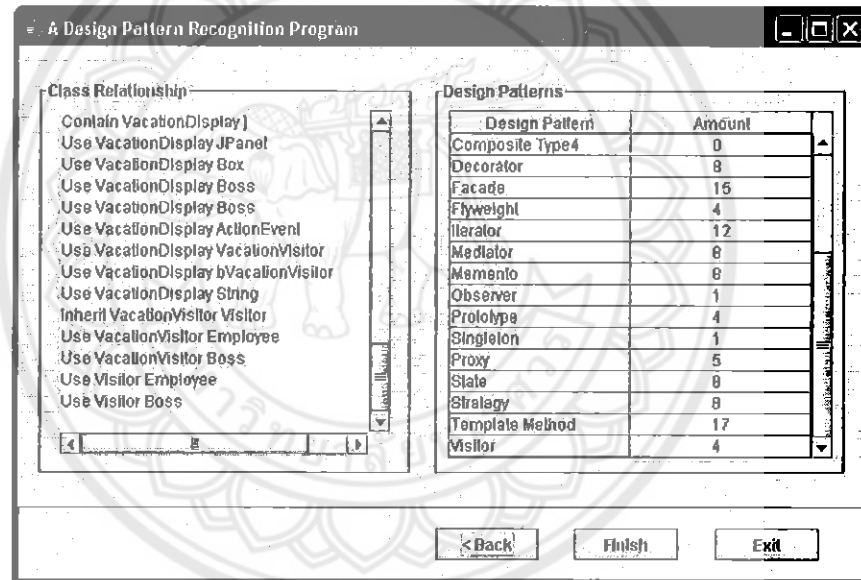 A Design Pattern Recognition Program
Class Relationship
Contain VacationDisplay J
Use VacationDisplay JPanel
Use VacationDisplay Box
Use VacationDisplay Boss
Use VacationDisplay Boss
Use VacationDisplay ActionEvent
Use VacationDisplay VacationVisitor
Use VacationDisplay bVacationVisitor
Use VacationDisplay String
Inherit VacationVisitor Visitor
Use VacationVisitor Employee
Use VacationVisitor Boss
Use Visitor Employee
Use Visitor Boss
Design Patterns
Design Pattern Amount
Composite Type4 0
Decorator 8
Facade 15
Flyweight 4
Iterator 12
Mediator 8
Memento
Observer 1
Prototype 4
Singleton 1
Proxy 5
State 8
Strategy 8
Template Method 17
Visitor 4
<Back Finish Exit